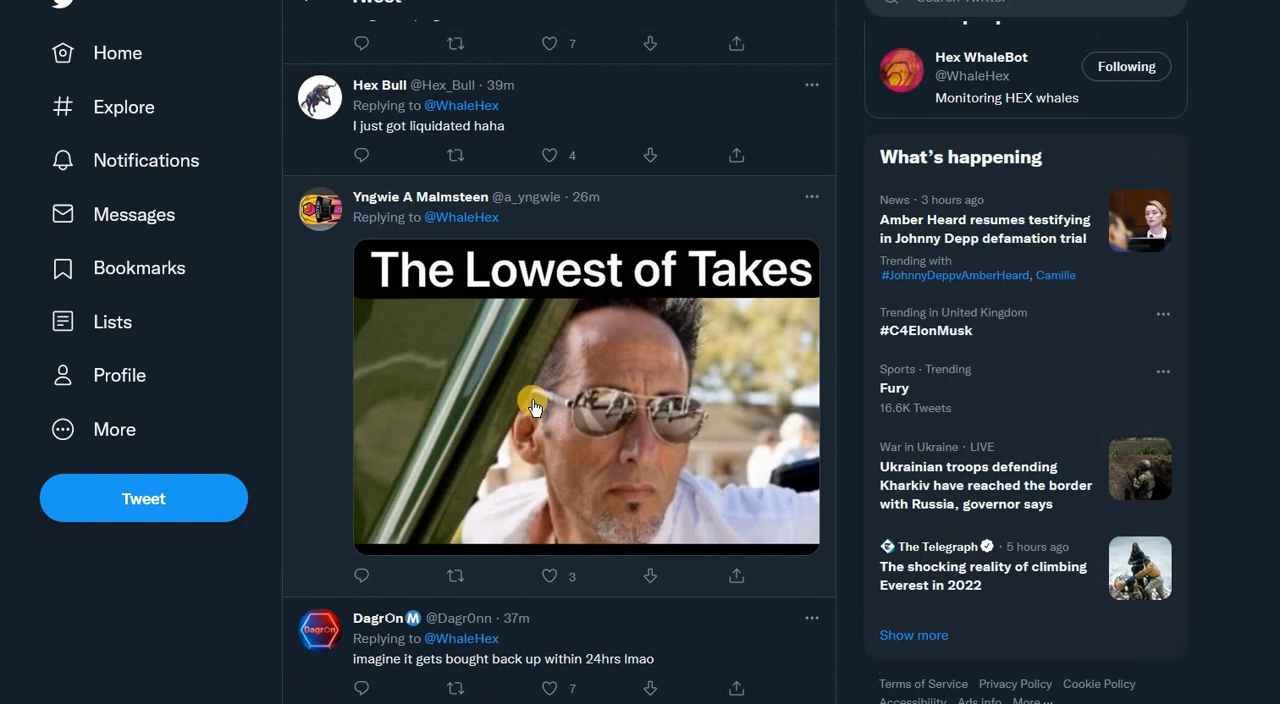 Home
Explore
Notifications
Messages
Bookmarks
Lists
Profile
More
Tweet
7
Hex Bull @Hex_Bull · 39m
Replying to @WhaleHex
I just got liquidated haha
4
Yngwie A Malmsteen @a_yngwie · 26m
Replying to @WhaleHex
The Lowest of Takes
3
DagrOn M @Dagr0nn · 37m
Replying to @WhaleHex
imagine it gets bought back up within 24hrs lmao
7
Hex WhaleBot
@WhaleHex
Following
Monitoring HEX whales
What's happening
News · 3 hours ago
Amber Heard resumes testifying
in Johnny Depp defamation trial
Trending with
#JohnnyDeppvAmberHeard, Camille
Trending in United Kingdom
#C4ElonMusk
Sports · Trending
Fury
16.6K Tweets
War in Ukraine · LIVE
Ukrainian troops defending
Kharkiv have reached the border
with Russia, governor says
The Telegraph · 5 hours ago
The shocking reality of climbing
Everest in 2022
Show more
Terms of Service Privacy Policy Cookie Policy
Accessibility Ads info More ...